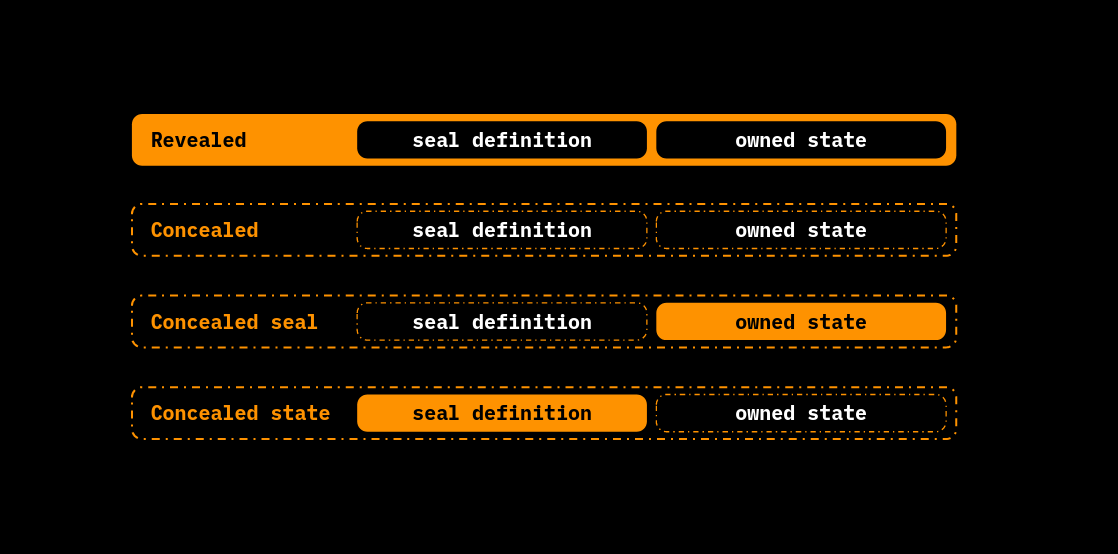 Revealed seal definition owned state
Concealed seal definition owned state
Concealed seal seal definition owned state
Concealed state seal definition owned state